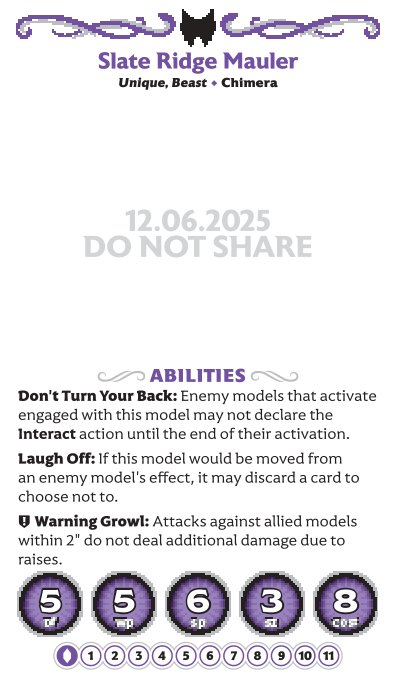 Slate Ridge Mauler
Unique, Beast ⬥ Chimera
12.06.2025
DO NOT SHARE
ABILITIES
Don't Turn Your Back: Enemy models that activate
engaged with this model may not declare the
Interact action until the end of their activation.
Laugh Off: If this model would be moved from
an enemy model's effect, it may discard a card to
choose not to.
Warning Growl: Attacks against allied models
within 2" do not deal additional damage due to
raises.
5 5 6 3 8
df wp sp sz cost
1 2 3 4 5 6 7 8 9 10 11